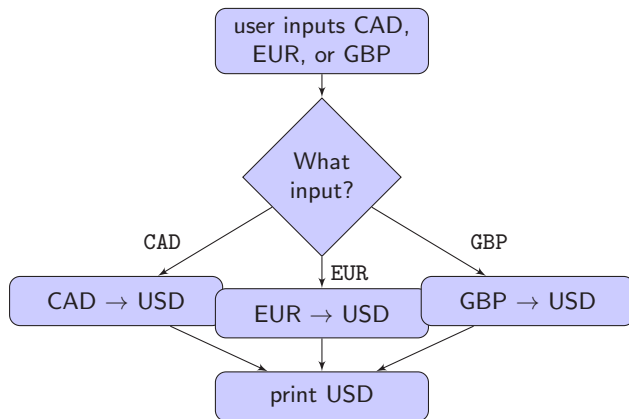 user inputs CAD,
EUR, or GBP
What
input?
CAD
GBP
EUR
CAD → USD
EUR → USD
GBP → USD
print USD